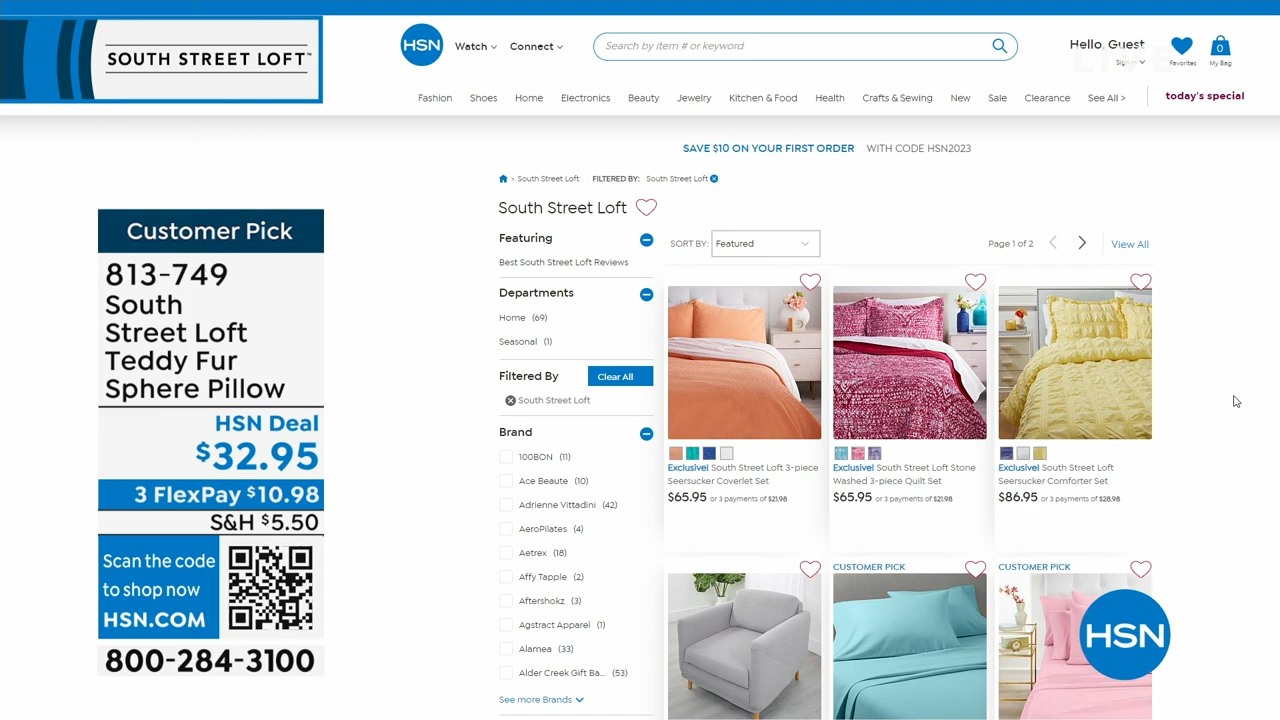 SOUTH STREET LOFT™
HSN
Watch
Connect
Search by item # or keyword
Hello, Guest
Sign In
LIVE
Favorites
0
My Bag
Fashion
Shoes
Home
Electronics
Beauty
Jewelry
Kitchen & Food
Health
Crafts & Sewing
New
Sale
Clearance
See All >
today's special
SAVE $10 ON YOUR FIRST ORDER WITH CODE HSN2023
> South Street Loft FILTERED BY: South Street Loft
South Street Loft
Customer Pick
813-749
South
Street Loft
Teddy Fur
Sphere Pillow
HSN Deal
$32.95
3 FlexPay $10.98
S&H $5.50
Scan the code
to shop now
HSN.COM
800-284-3100
Featuring
Best South Street Loft Reviews
Departments
Home (69)
Seasonal (1)
Filtered By
Clear All
South Street Loft
Brand
100BON (11)
Ace Beaute (10)
Adrienne Vittadini (42)
AeroPilates (4)
Aetrex (18)
Affy Tapple (2)
Aftershokz (3)
Agstract Apparel (1)
Alamea (33)
Alder Creek Gift Ba... (53)
See more Brands
SORT BY: Featured
Page 1 of 2
View All
Exclusive! South Street Loft 3-piece
Seersucker Coverlet Set
$65.95 or 3 payments of $21.98
Exclusive! South Street Loft Stone
Washed 3-piece Quilt Set
$65.95 or 3 payments of $21.98
Exclusive! South Street Loft
Seersucker Comforter Set
$86.95 or 3 payments of $28.98
CUSTOMER PICK
CUSTOMER PICK
HSN